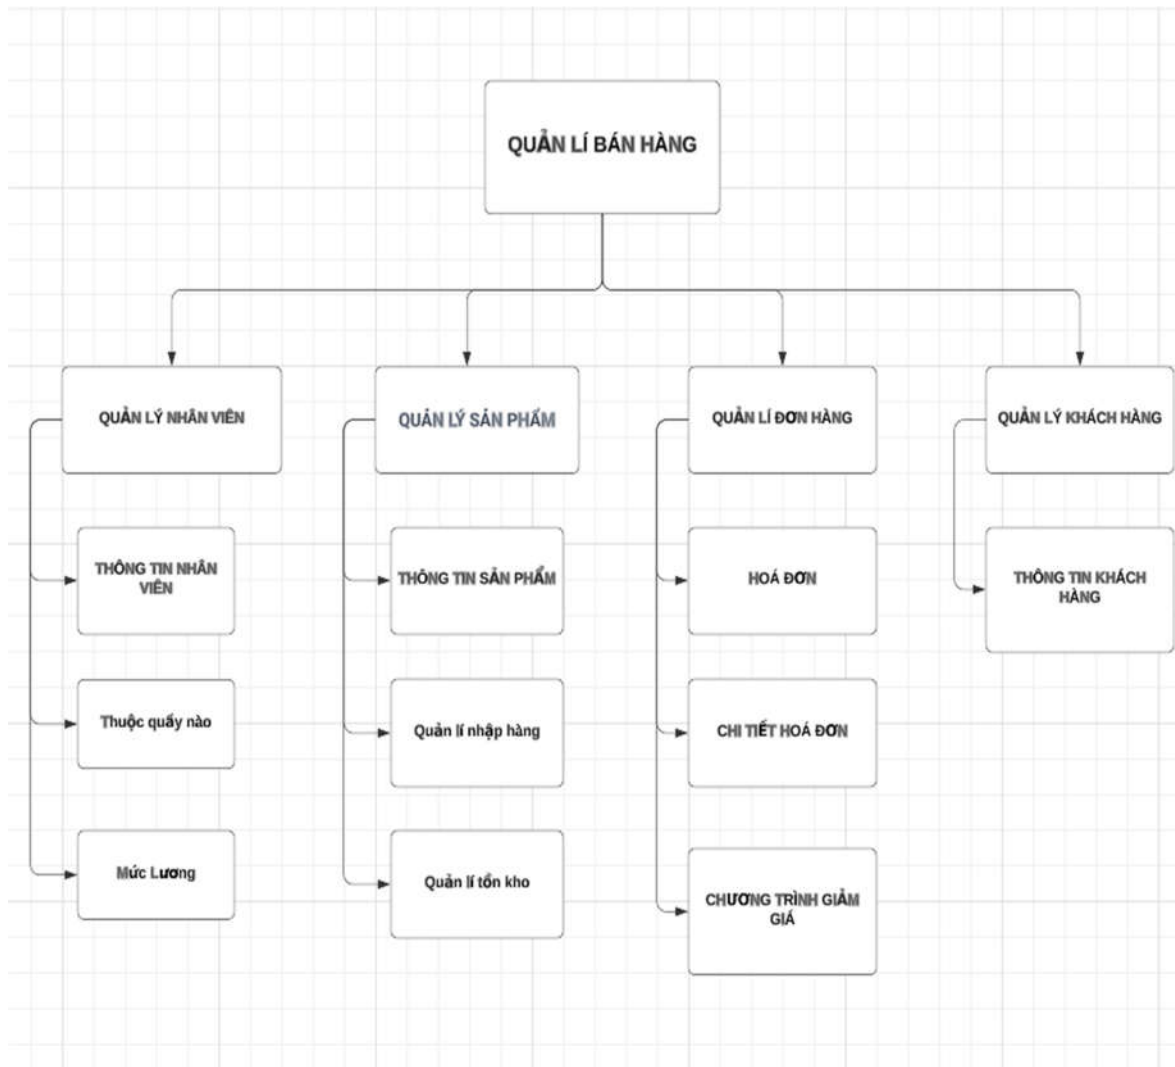 QUẢN LÍ BÁN HÀNG
QUẢN LÝ NHÂN VIÊN
QUẢN LÝ SẢN PHẨM
QUẢN LÍ ĐƠN HÀNG
QUẢN LÝ KHÁCH HÀNG
THÔNG TIN NHÂN
VIÊN
THÔNG TIN SẢN PHẨM
HOÁ ĐƠN
THÔNG TIN KHÁCH
HÀNG
Thuộc quầy nào
Quản lí nhập hàng
CHI TIẾT HOÁ ĐƠN
Mức Lương
Quản lí tồn kho
CHƯƠNG TRÌNH GIẢM
GIÁ